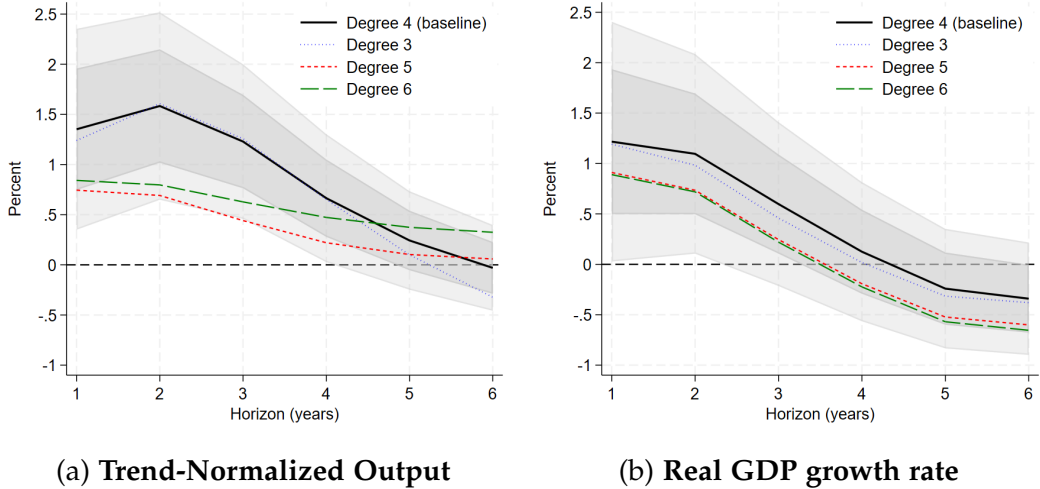 2.5
2
1.5
1
.5
0
-.5
-1
Percent
Degree 4 (baseline)
Degree 3
Degree 5
Degree 6
1 2 3 4 5 6
Horizon (years)
(a) Trend-Normalized Output
2.5
2
1.5
1
.5
0
-.5
-1
Percent
Degree 4 (baseline)
Degree 3
Degree 5
Degree 6
1 2 3 4 5 6
Horizon (years)
(b) Real GDP growth rate